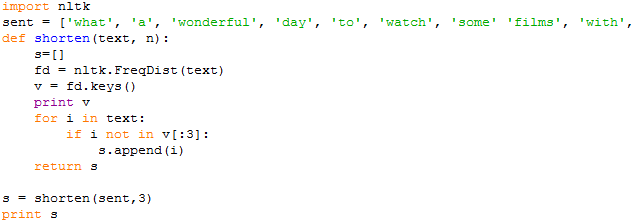 import nltk
sent = ['what', 'a', 'wonderful', 'day', 'to', 'watch', 'some' 'films', 'with',
def shorten(text, n):
    s=[]
    fd = nltk.FreqDist(text)
    v = fd.keys()
    print v
    for i in text:
        if i not in v[:3]:
            s.append(i)
    return s

s = shorten(sent,3)
print s